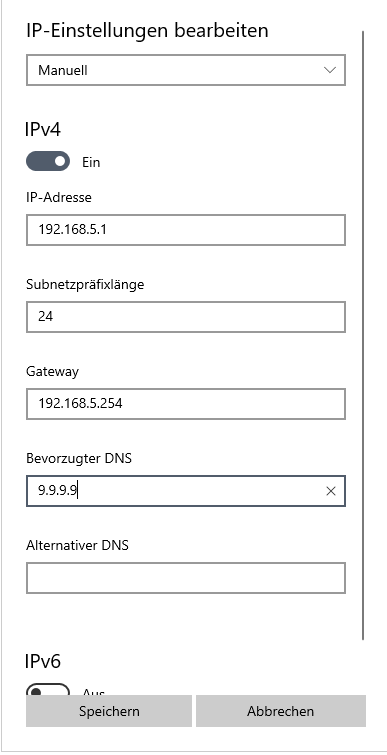 IP-Einstellungen bearbeiten
Manuell
IPv4
Ein
IP-Adresse
192.168.5.1
Subnetzpräfixlänge
24
Gateway
192.168.5.254
Bevorzugter DNS
9.9.9.9
Alternativer DNS
IPv6
Aus
Speichern Abbrechen